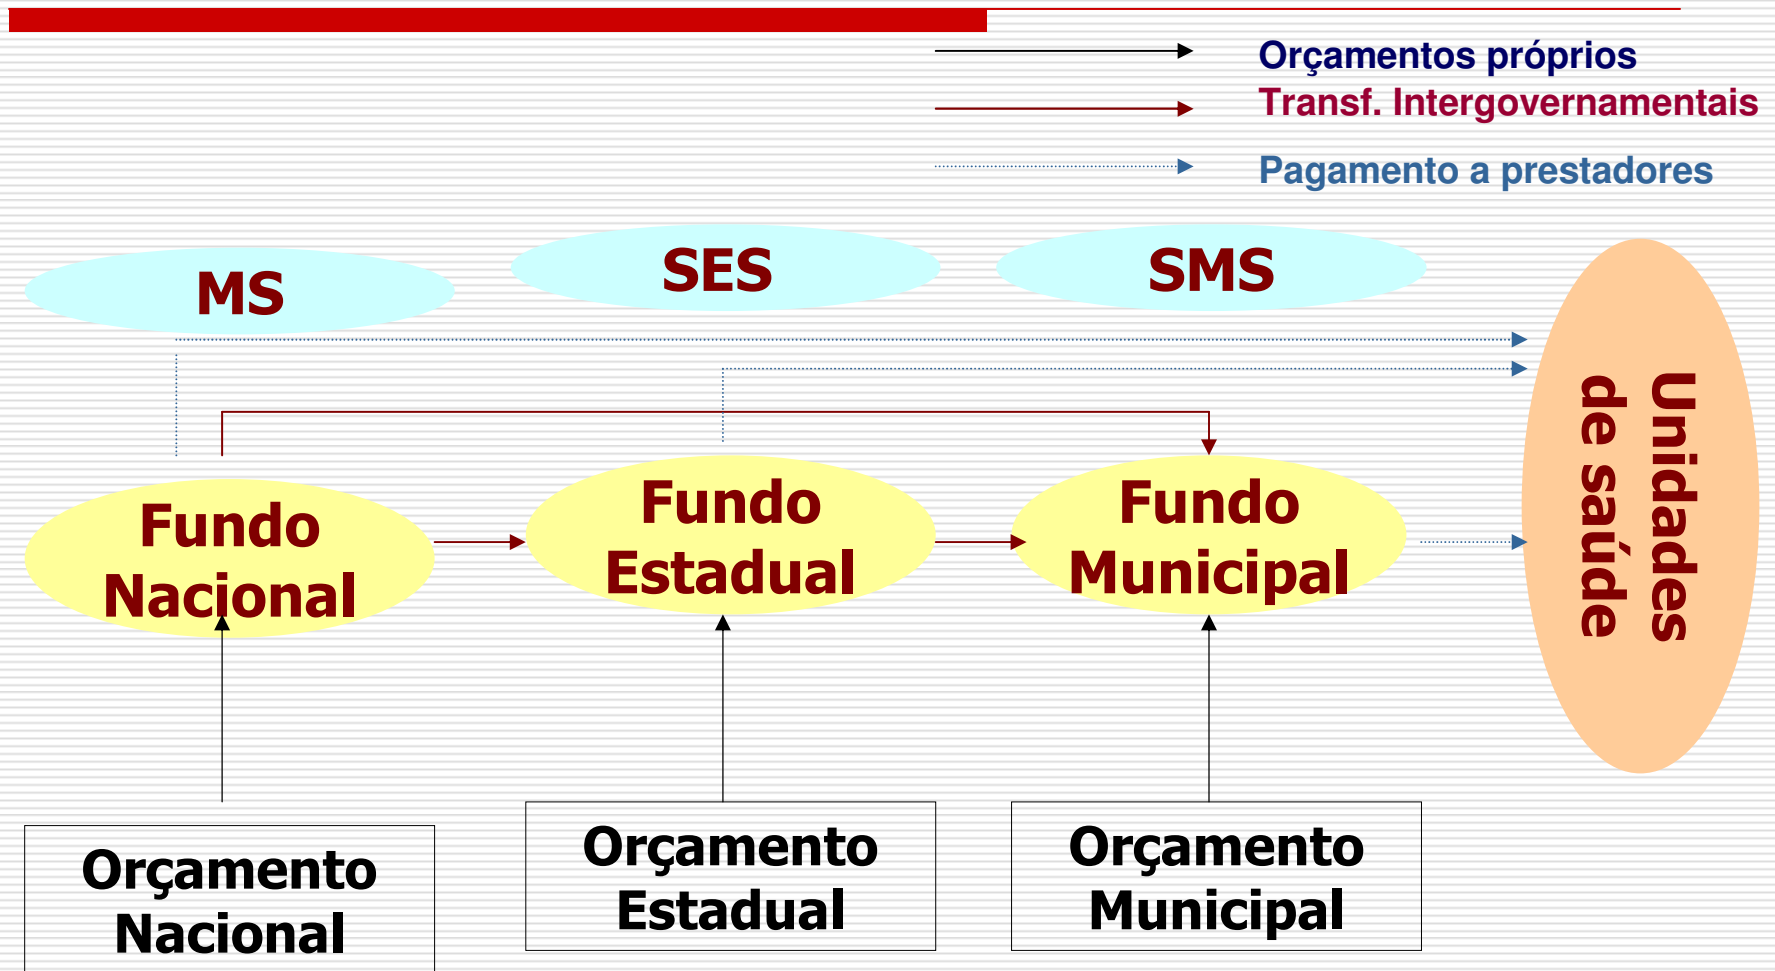 Orçamentos próprios
Transf. Intergovernamentais
Pagamento a prestadores
MS
SES
SMS
Unidades
de saúde
Fundo
Nacional
Fundo
Estadual
Fundo
Municipal
Orçamento
Nacional
Orçamento
Estadual
Orçamento
Municipal